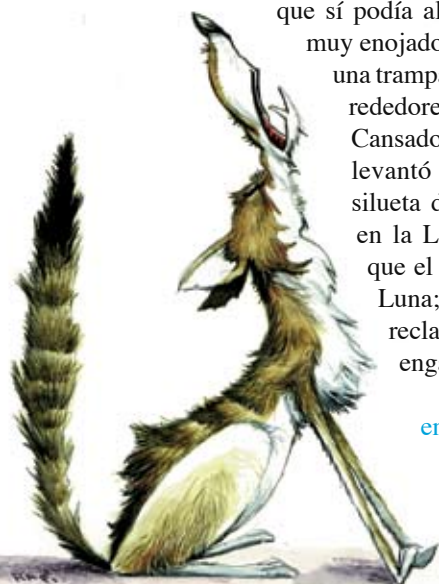 que sí podía al
muy enojado
una trampa
rededore
Cansado
levantó
silueta d
en la L
que el
Luna;
recla
enga
en